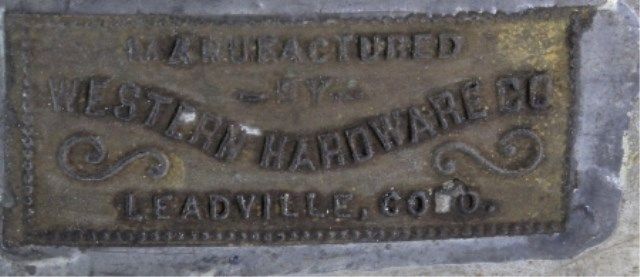 MANUFACTURED
BY
WESTERN HARDWARE CO
LEADVILLE, COLO.